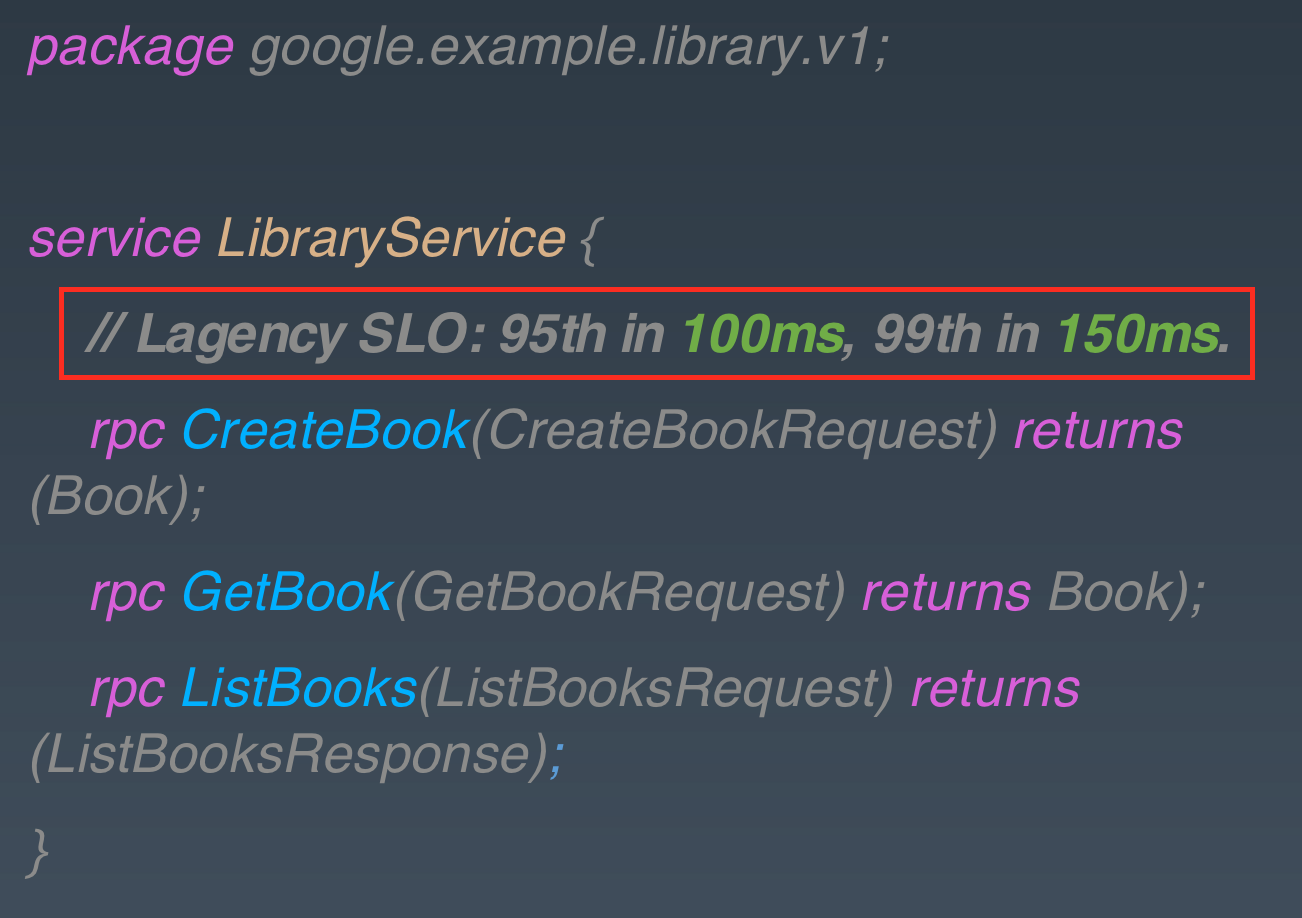 package google.example.library.v1;
service LibraryService {
// Lagency SLO: 95th in 100ms, 99th in 150ms.
rpc CreateBook(CreateBookRequest) returns
(Book);
rpc GetBook(GetBookRequest) returns Book);
rpc ListBooks(ListBooksRequest) returns
(ListBooksResponse);
}